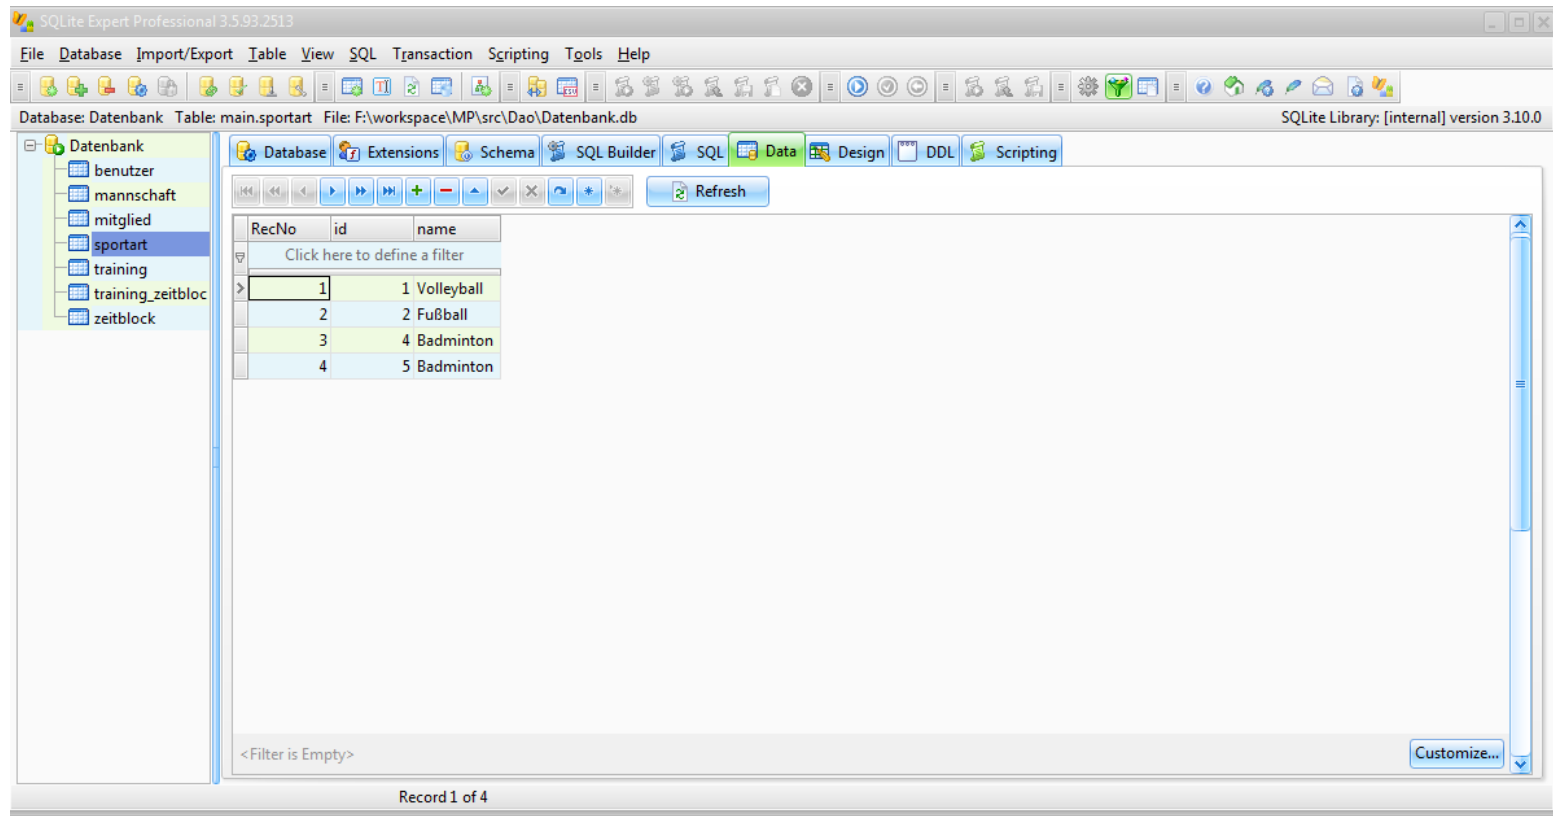 SQLite Expert Professional 3.5.93.2513
File Database Import/Export Table View SQL Transaction Scripting Tools Help
Database: Datenbank Table: main.sportart File: F:\workspace\MP\src\Dao\Datenbank.db SQLite Library: [internal] version 3.10.0
Datenbank
benutzer
mannschaft
mitglied
sportart
training
training_zeitbloc
zeitblock
Database Extensions Schema SQL Builder SQL Data Design DDL Scripting
Refresh
RecNo id name
Click here to define a filter
1 1 Volleyball
2 2 Fußball
3 4 Badminton
4 5 Badminton
<Filter is Empty> Customize...
Record 1 of 4